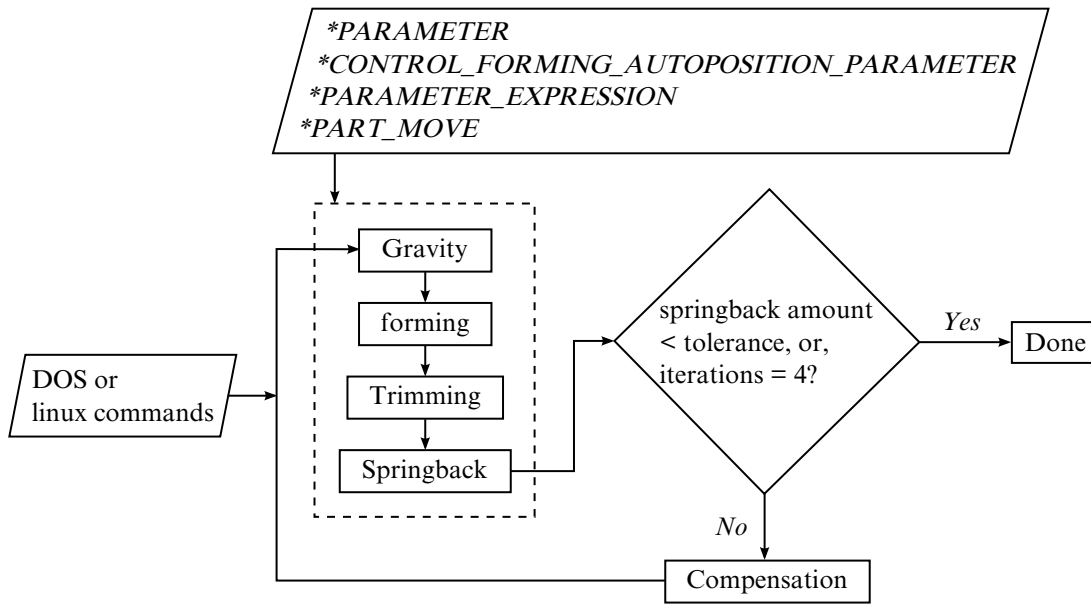 *PARAMETER
*CONTROL_FORMING_AUTOPOSITION_PARAMETER
*PARAMETER_EXPRESSION
*PART_MOVE
Gravity
forming
Trimming
Springback
DOS or
linux commands
springback amount
< tolerance, or,
iterations = 4?
Yes
Done
No
Compensation